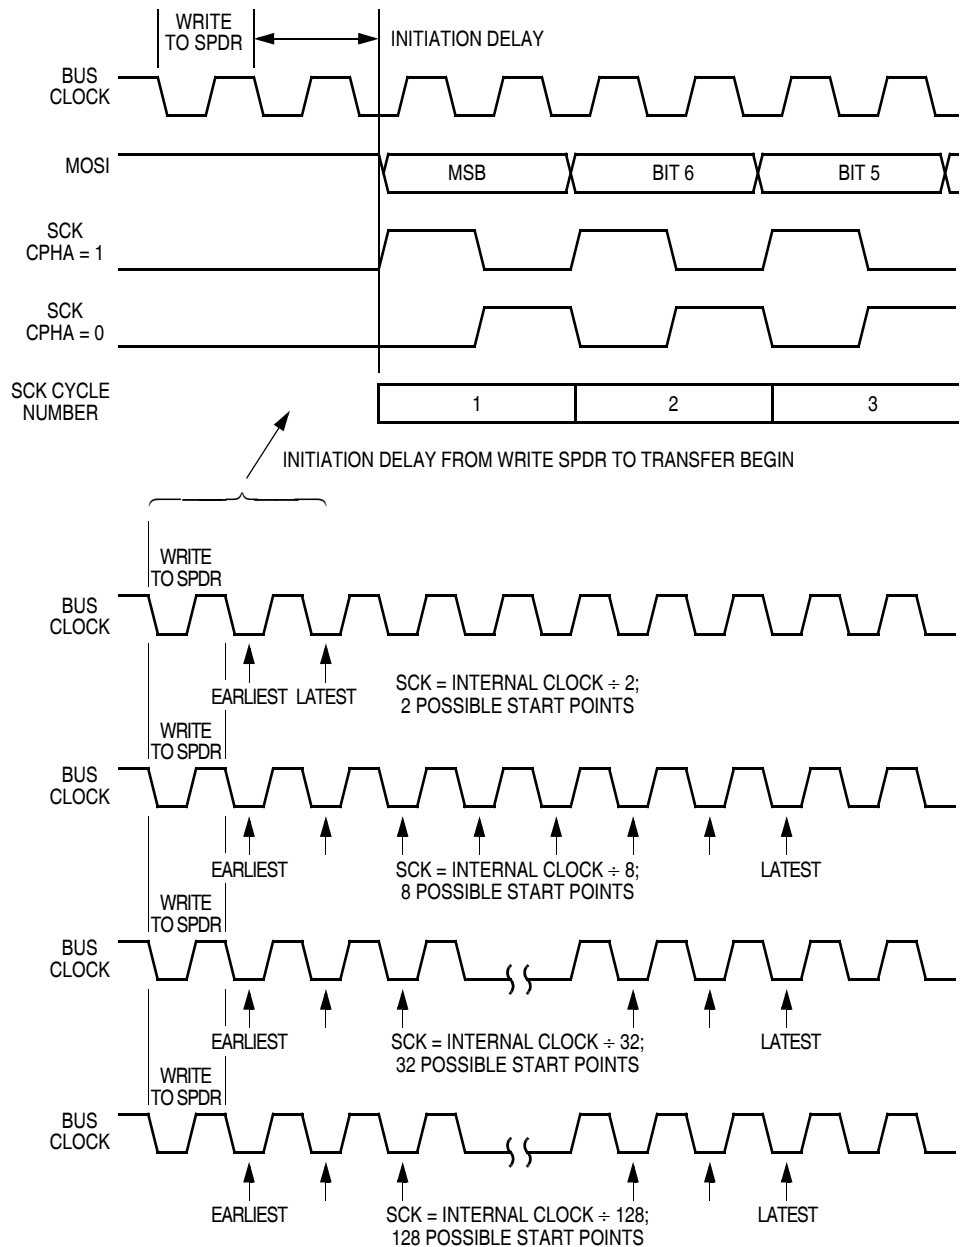 WRITE
TO SPDR
INITIATION DELAY
BUS
CLOCK
MOSI
MSB
BIT 6
BIT 5
SCK
CPHA = 1
SCK
CPHA = 0
SCK CYCLE
NUMBER
1
2
3
INITIATION DELAY FROM WRITE SPDR TO TRANSFER BEGIN
WRITE
TO SPDR
BUS
CLOCK
EARLIEST
LATEST
SCK = INTERNAL CLOCK ÷ 2;
2 POSSIBLE START POINTS
WRITE
TO SPDR
BUS
CLOCK
EARLIEST
SCK = INTERNAL CLOCK ÷ 8;
8 POSSIBLE START POINTS
LATEST
WRITE
TO SPDR
BUS
CLOCK
EARLIEST
SCK = INTERNAL CLOCK ÷ 32;
32 POSSIBLE START POINTS
LATEST
WRITE
TO SPDR
BUS
CLOCK
EARLIEST
SCK = INTERNAL CLOCK ÷ 128;
128 POSSIBLE START POINTS
LATEST